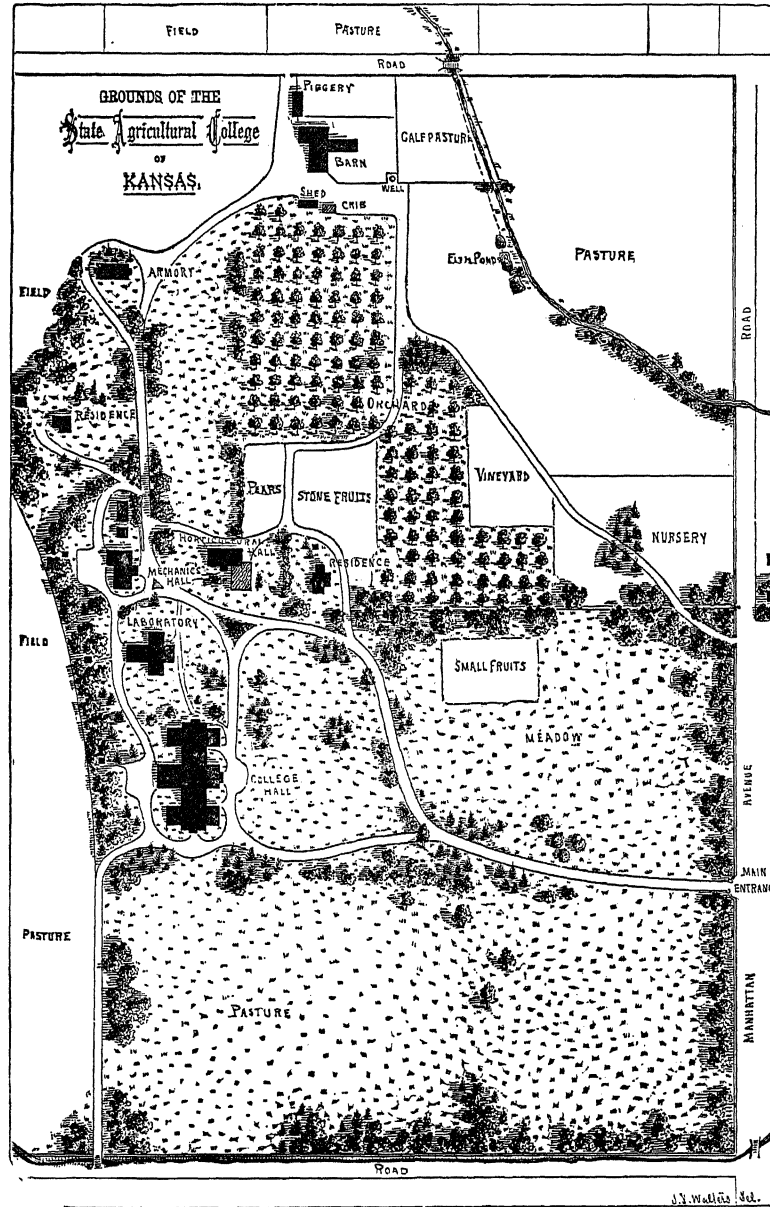 FIELD
PASTURE
ROAD
GROUNDS OF THE
State Agricultural College
OF
KANSAS.
PIGGERY
BARN
CALF PASTURE
WELL
SHED
CRIB
ARMORY
FISH PONDS
PASTURE
FIELD
ROAD
RESIDENCE
ORCHARD
PEARS
STONE FRUITS
VINEYARD
NURSERY
HORTICULTURAL
HALL
MECHANICS
HALL
RESIDENCE
LABORATORY
FIELD
SMALL FRUITS
MEADOW
COLLEGE
HALL
AVENUE
MAIN
ENTRANC
PASTURE
PASTURE
MANHATTAN
ROAD
J.D. Walters Del.